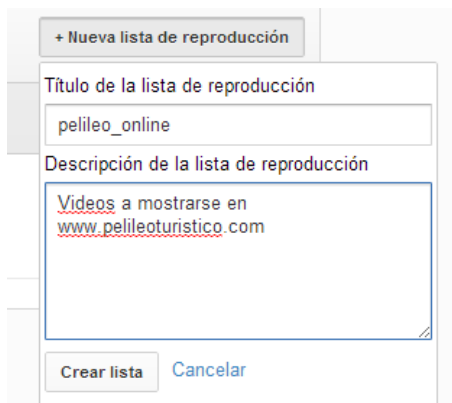 + Nueva lista de reproducción
Título de la lista de reproducción
pelileo_online
Descripción de la lista de reproducción
Videos a mostrarse en
www.pelileoturistico.com
Crear lista
Cancelar